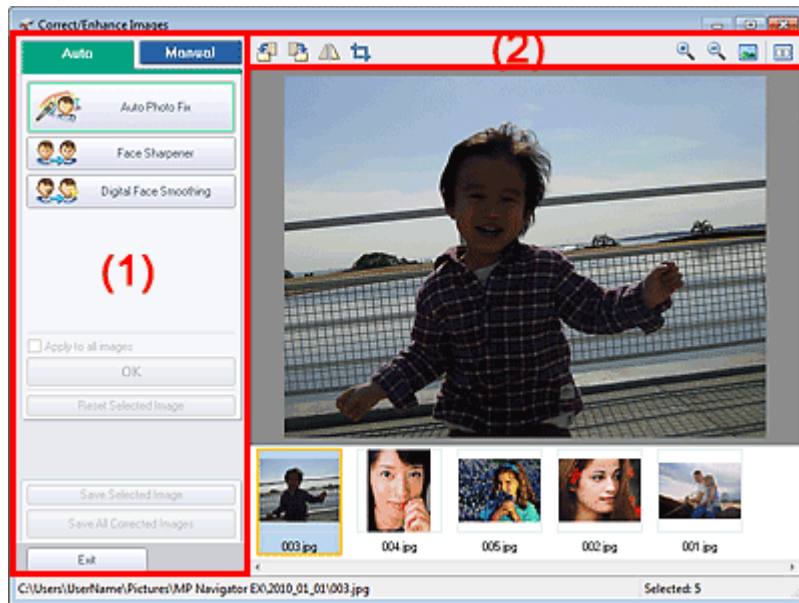 Correct/Enhance Images
Auto Manual
(2)
Auto Photo Fix
Face Sharpener
Digital Face Smoothing
(1)
Apply to all images
OK
Reset Selected Image
Save Selected Image
Save All Corrected Images
Exit
003.jpg 004.jpg 005.jpg 002.jpg 001.jpg
C:\Users\UserName\Pictures\MP Navigator EX\2010_01_01\003.jpg
Selected: 5